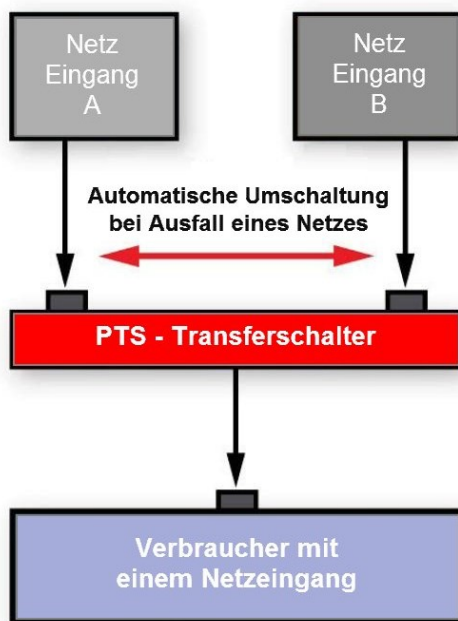 Netz
Eingang
A
Netz
Eingang
B
Automatische Umschaltung
bei Ausfall eines Netzes
PTS - Transferschalter
Verbraucher mit
einem Netzeingang